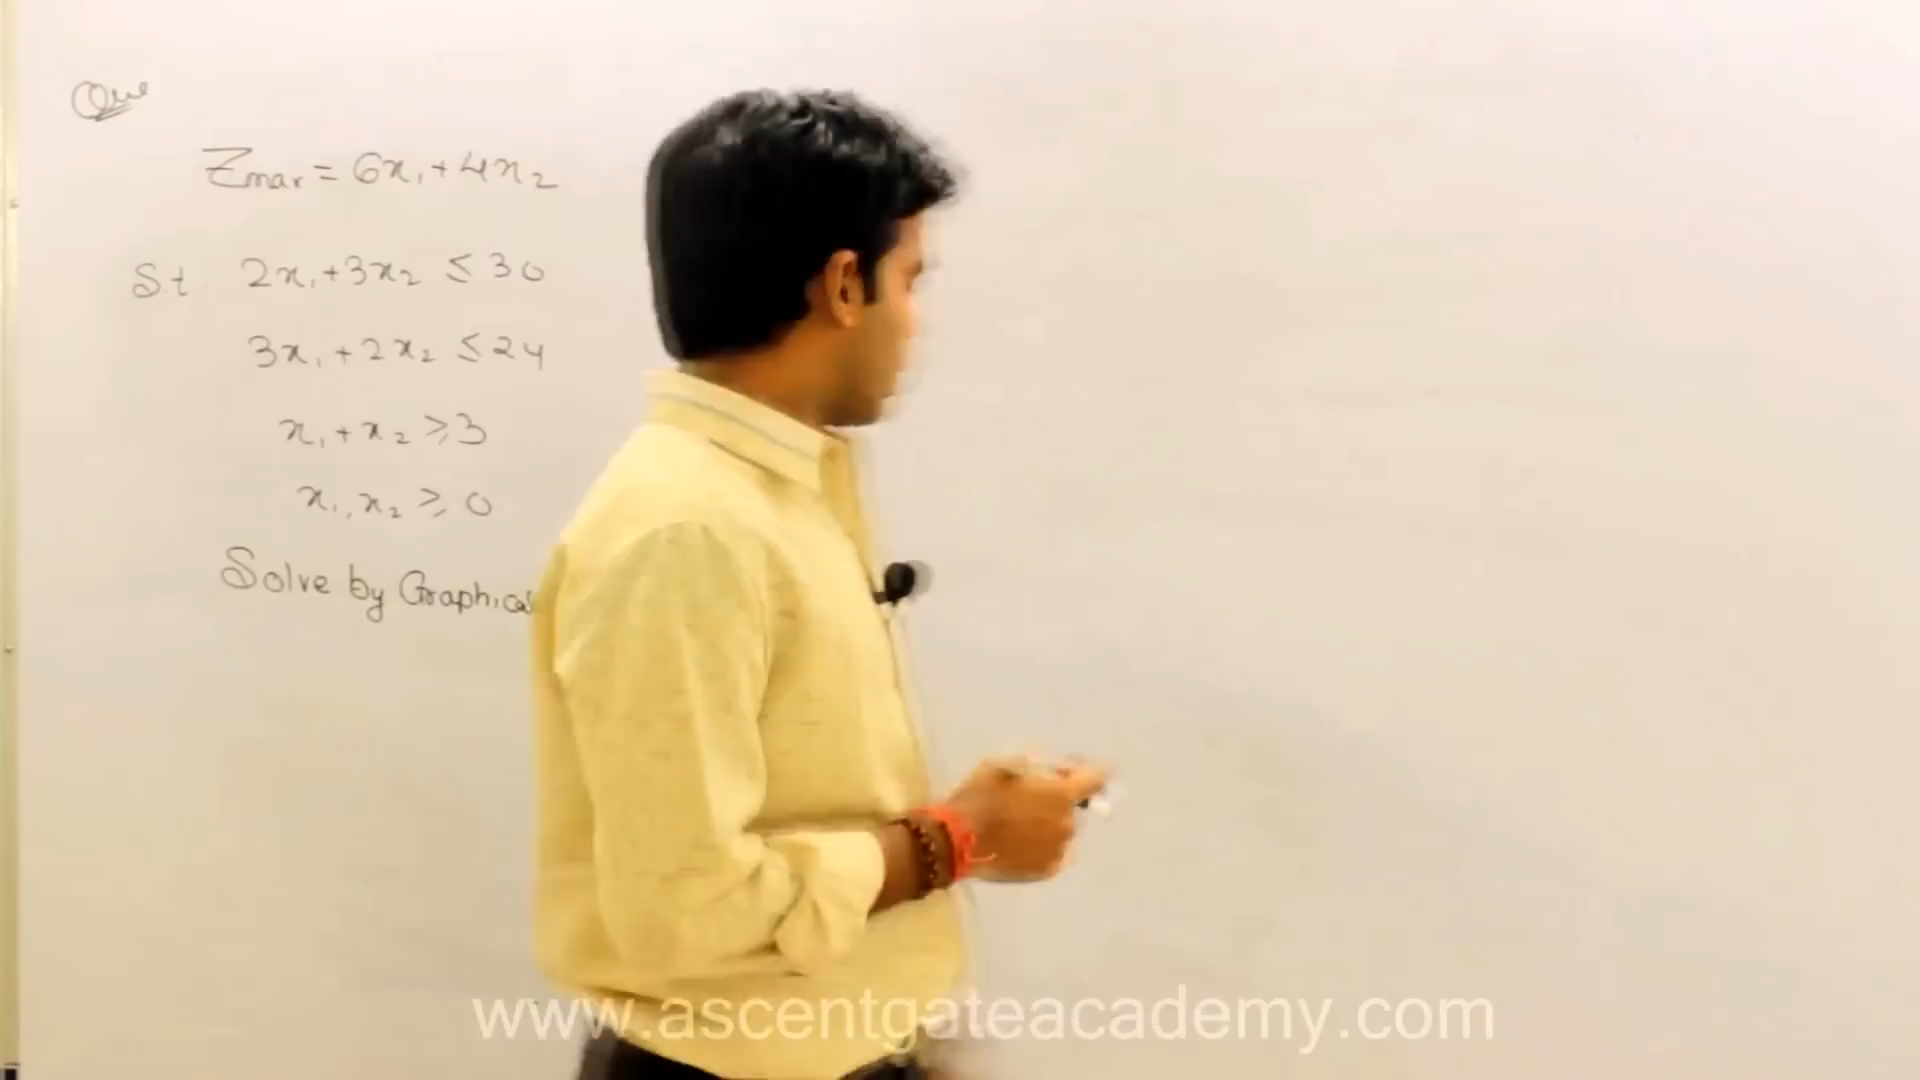 Que
Zmax = 6x₁ + 4x₂
S.t. 2x₁ + 3x₂ ≤ 30
3x₁ + 2x₂ ≤ 24
x₁ + x₂ ≥ 3
x₁, x₂ ≥ 0
Solve by Graphical
www.ascentgateacademy.com